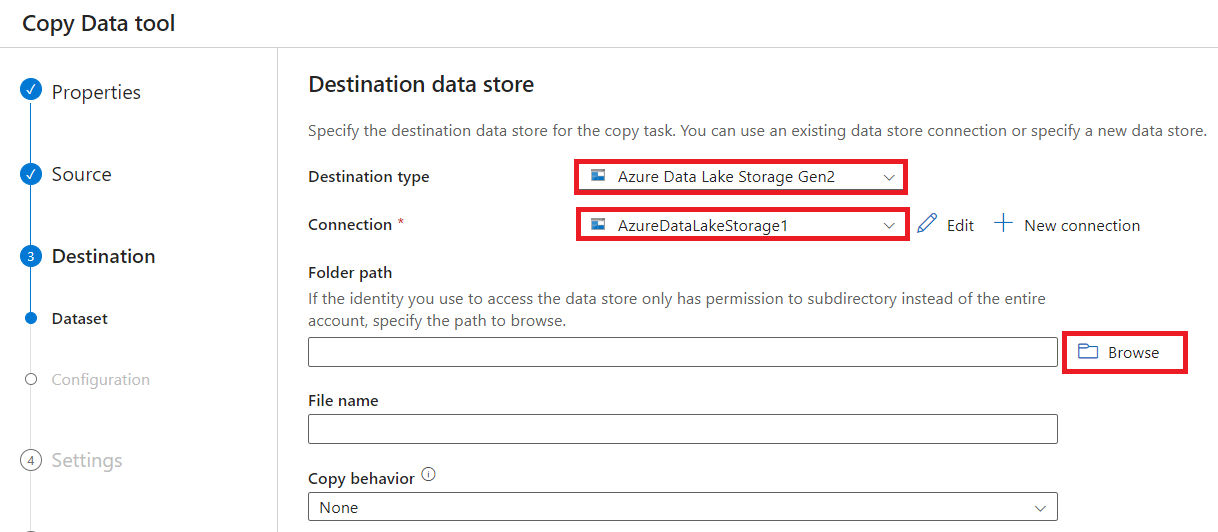 Copy Data tool
Properties
Source
3
Destination
Dataset
Configuration
4
Settings
Destination data store
Specify the destination data store for the copy task. You can use an existing data store connection or specify a new data store.
Destination type
Azure Data Lake Storage Gen2
Connection *
AzureDataLakeStorage1
Edit
New connection
Folder path
If the identity you use to access the data store only has permission to subdirectory instead of the entire
account, specify the path to browse.
Browse
File name
Copy behavior
None